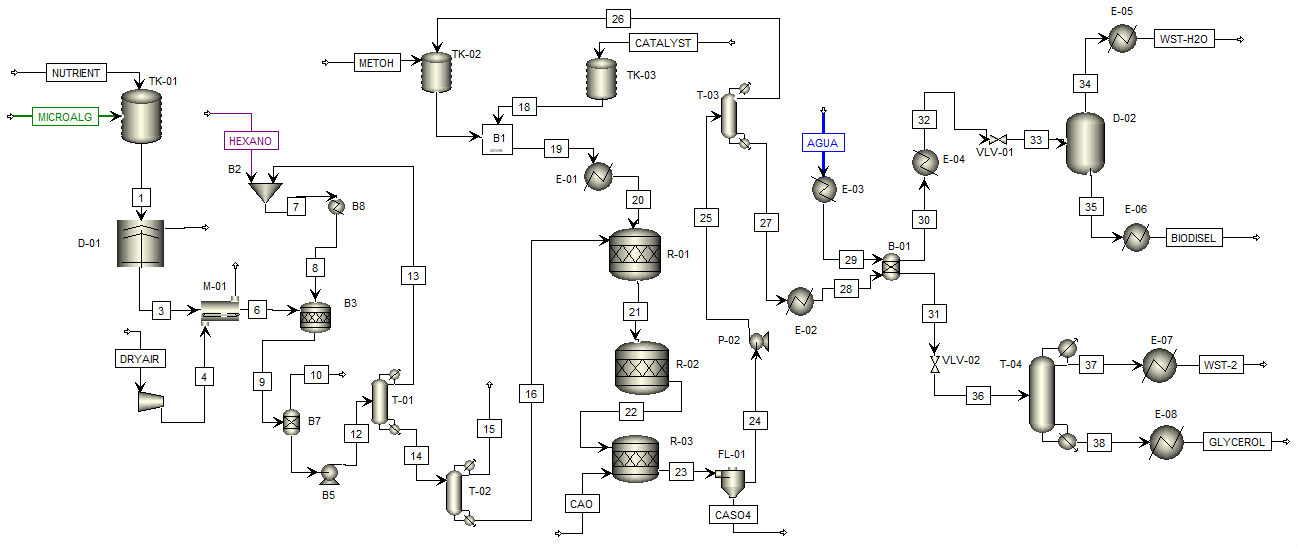 26
E-05
CATALYST
WST-H2O
METOH
TK-02
NUTRIENT
TK-01
TK-03
34
T-03
MICROALG
18
32
D-02
HEXANO
B1
AGUA
33
19
VLV-01
B2
E-01
E-04
E-03
1
7
B8
20
35
E-06
25
27
30
BIODISEL
D-01
R-01
B-01
29
8
13
28
M-01
3
6
B3
21
31
E-02
DRYAIR
P-02
E-07
4
R-02
VLV-02
T-04
37
WST-2
9
10
T-01
16
36
B7
12
22
24
E-08
15
R-03
38
GLYCEROL
14
FL-01
23
B5
T-02
CAO
CASO4